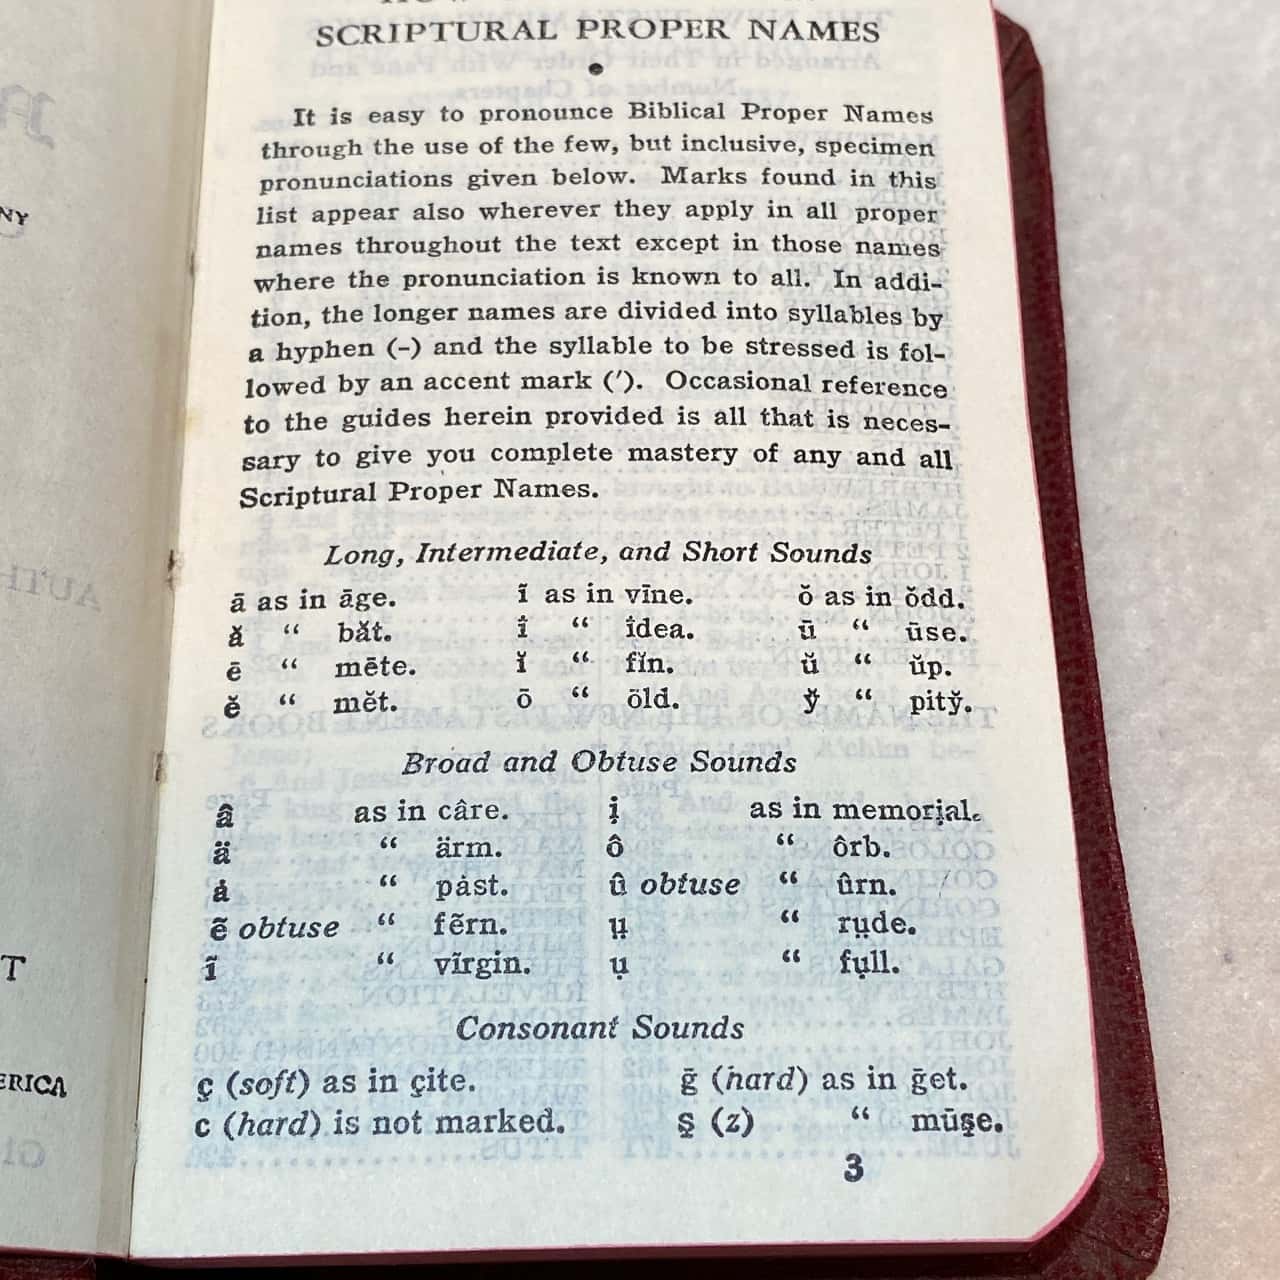 SCRIPTURAL PROPER NAMES
It is easy to pronounce Biblical Proper Names
through the use of the few, but inclusive, specimen
pronunciations given below. Marks found in this
list appear also wherever they apply in all proper
names throughout the text except in those names
where the pronunciation is known to all. In addi-
tion, the longer names are divided into syllables by
a hyphen (-) and the syllable to be stressed is fol-
lowed by an accent mark (′). Occasional reference
to the guides herein provided is all that is neces-
sary to give you complete mastery of any and all
Scriptural Proper Names.
Long, Intermediate, and Short Sounds
ā as in āge. ī as in vīne. ŏ as in ŏdd.
ă “ băt. î “ îdea. ū “ ūse.
ē “ mēte. ĭ “ fĭn. ŭ “ ŭp.
ĕ “ mĕt. ō “ ōld. y̆ “ pity̆.
Broad and Obtuse Sounds
â as in câre. ị as in memorịal.
ä “ ärm. ô “ ôrb.
ȧ “ pȧst. û obtuse “ ûrn.
ẽ obtuse “ fẽrn. ṳ “ rṳde.
ĩ “ vĩrgin. ụ “ fụll.
Consonant Sounds
ç (soft) as in çite. ḡ (hard) as in ḡet.
c (hard) is not marked. ş (z) “ mūşe.
3
NY
T
ERICA